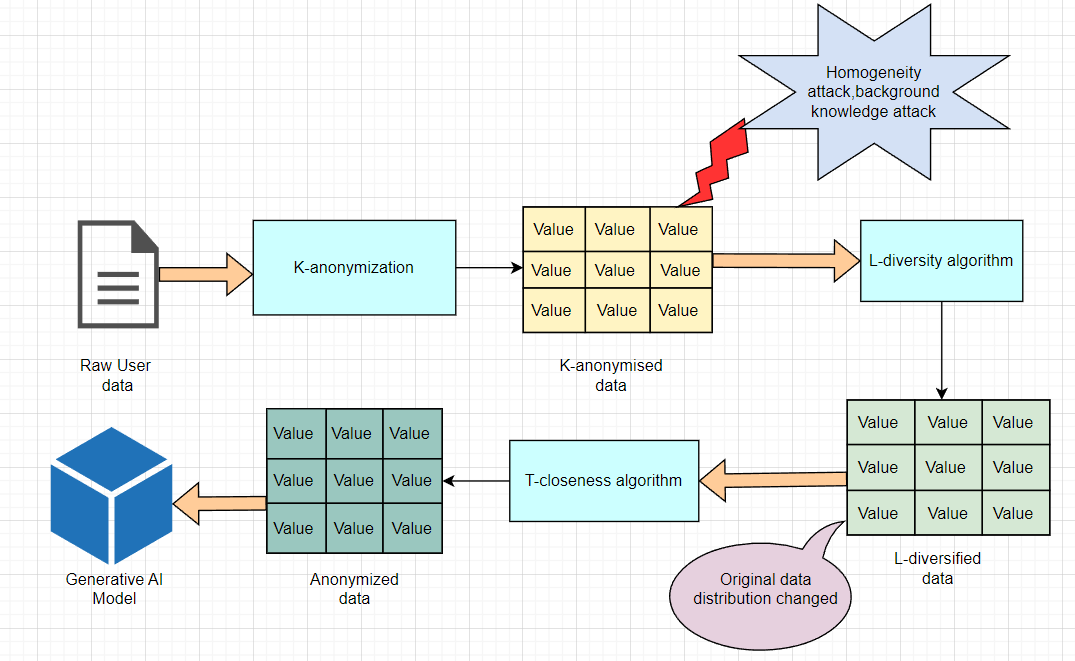 Homogeneity
attack,background
knowledge attack
K-anonymization
Value Value Value
Value Value Value
Value Value Value
L-diversity algorithm
Raw User
data
K-anonymised
data
Value Value Value
Value Value Value
Value Value Value
T-closeness algorithm
Value Value Value
Value Value Value
Value Value Value
L-diversified
data
Original data
distribution changed
Generative AI
Model
Anonymized
data